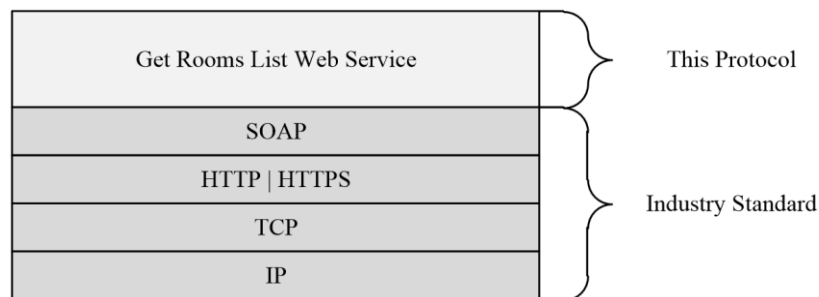 Get Rooms List Web Service
This Protocol
SOAP
HTTP | HTTPS
TCP
Industry Standard
IP